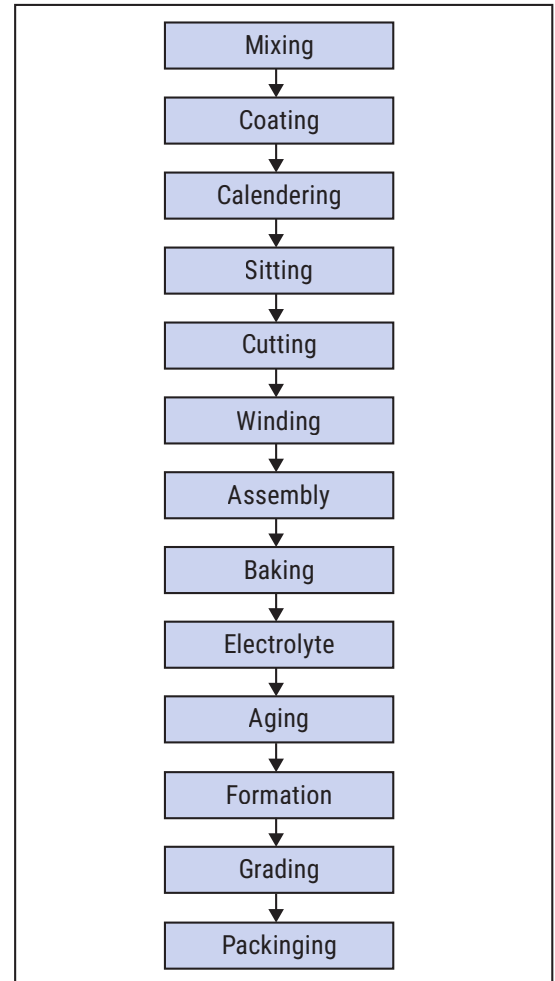 Mixing
Coating
Calendering
Sitting
Cutting
Winding
Assembly
Baking
Electrolyte
Aging
Formation
Grading
Packinging